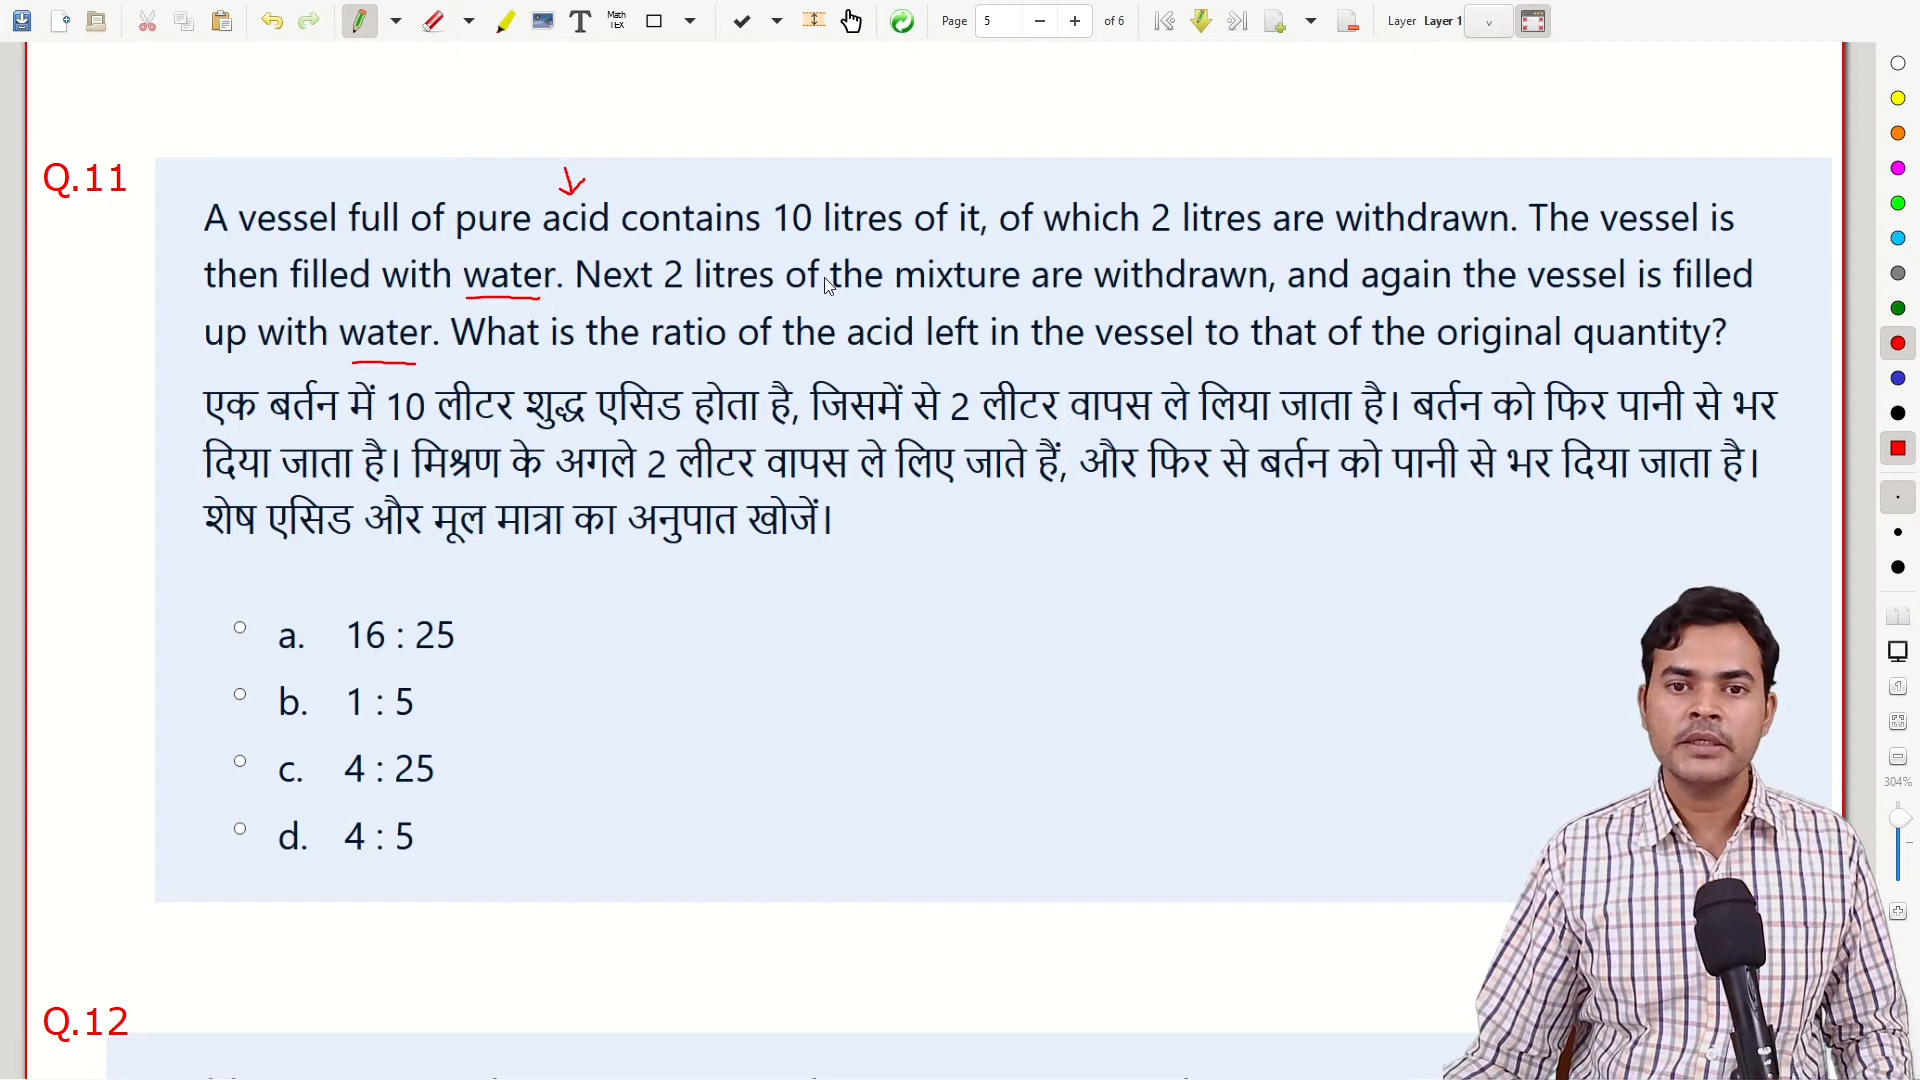 Page 5 of 6 Layer Layer 1
Math
TEX
Q.11
A vessel full of pure acid contains 10 litres of it, of which 2 litres are withdrawn. The vessel is
then filled with water. Next 2 litres of the mixture are withdrawn, and again the vessel is filled
up with water. What is the ratio of the acid left in the vessel to that of the original quantity?
एक बर्तन में 10 लीटर शुद्ध एसिड होता है, जिसमें से 2 लीटर वापस ले लिया जाता है। बर्तन को फिर पानी से भर
दिया जाता है। मिश्रण के अगले 2 लीटर वापस ले लिए जाते हैं, और फिर से बर्तन को पानी से भर दिया जाता है।
शेष एसिड और मूल मात्रा का अनुपात खोजें।
a. 16 : 25
b. 1 : 5
c. 4 : 25
d. 4 : 5
304%
Q.12